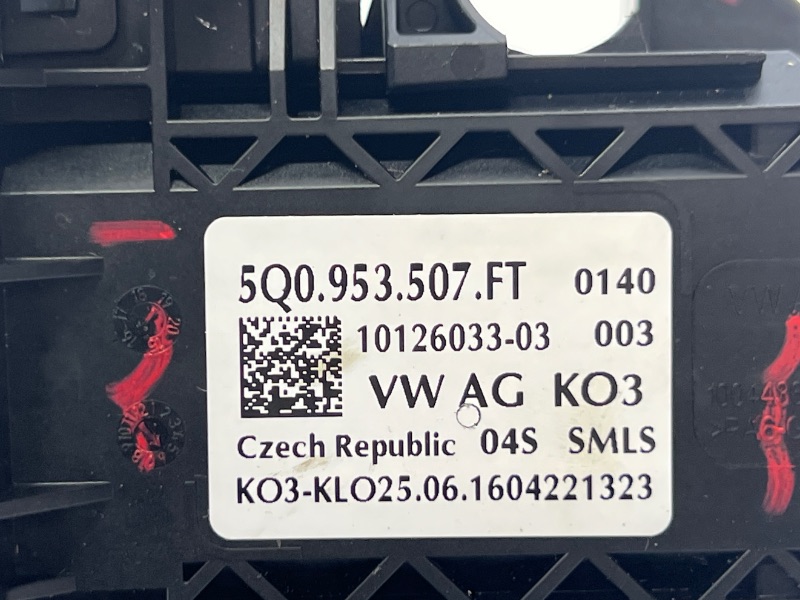 5Q0.953.507.FT 0140
10126033-03 003
VW AG KO3
Czech Republic 04S SMLS
KO3-KLO25.06.1604221323